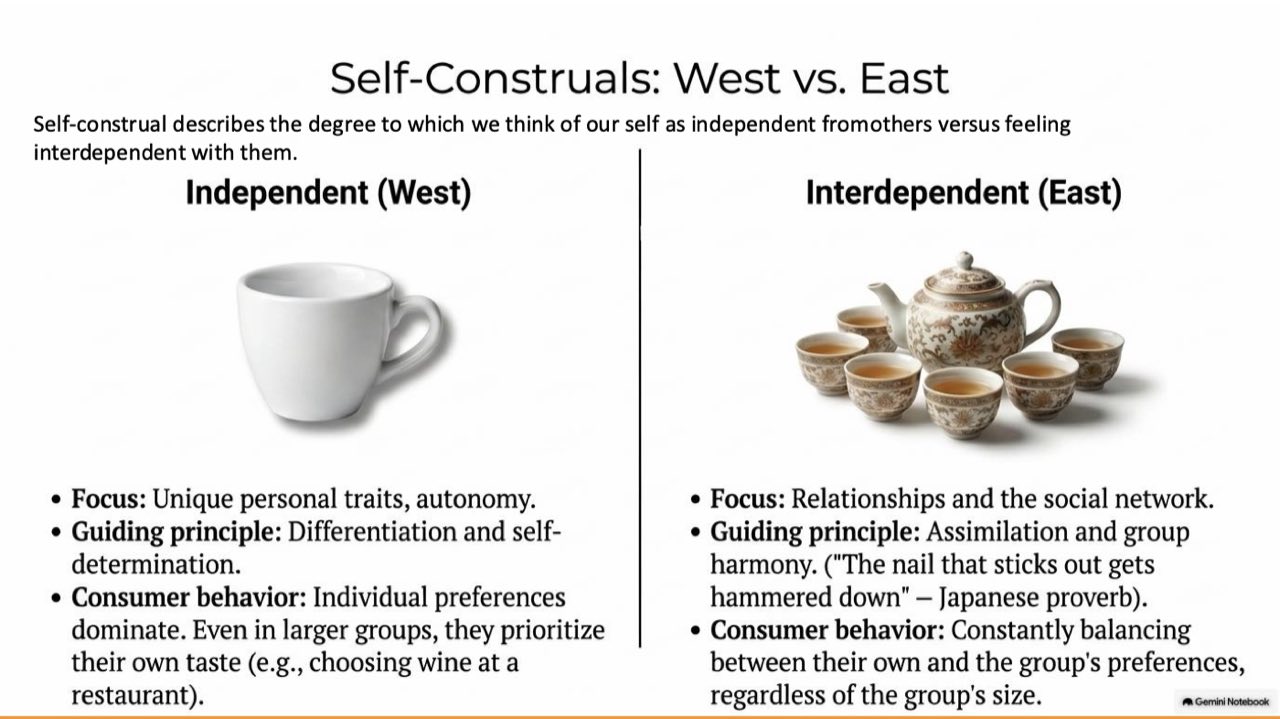 Self-Construals: West vs. East
Self-construal describes the degree to which we think of our self as independent fromothers versus feeling
interdependent with them.
Independent (West)
• Focus: Unique personal traits, autonomy.
• Guiding principle: Differentiation and self-
determination.
• Consumer behavior: Individual preferences
dominate. Even in larger groups, they prioritize
their own taste (e.g., choosing wine at a
restaurant).
Interdependent (East)
• Focus: Relationships and the social network.
• Guiding principle: Assimilation and group
harmony. ("The nail that sticks out gets
hammered down" – Japanese proverb).
• Consumer behavior: Constantly balancing
between their own and the group's preferences,
regardless of the group's size.
Gemini Notebook